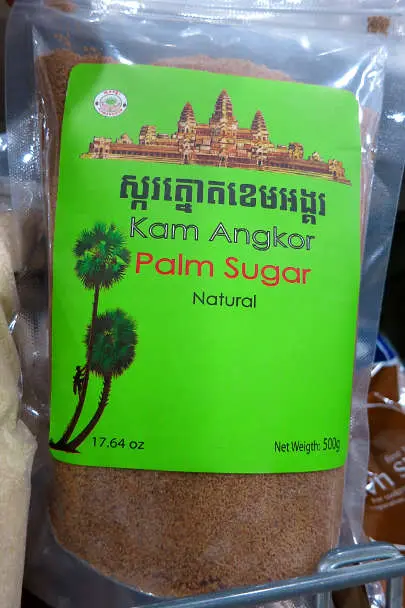 ស្ករត្នោតខេមអង្គរ
Kam Angkor
Palm Sugar
Natural
17.64 oz
Net Weigth: 500g